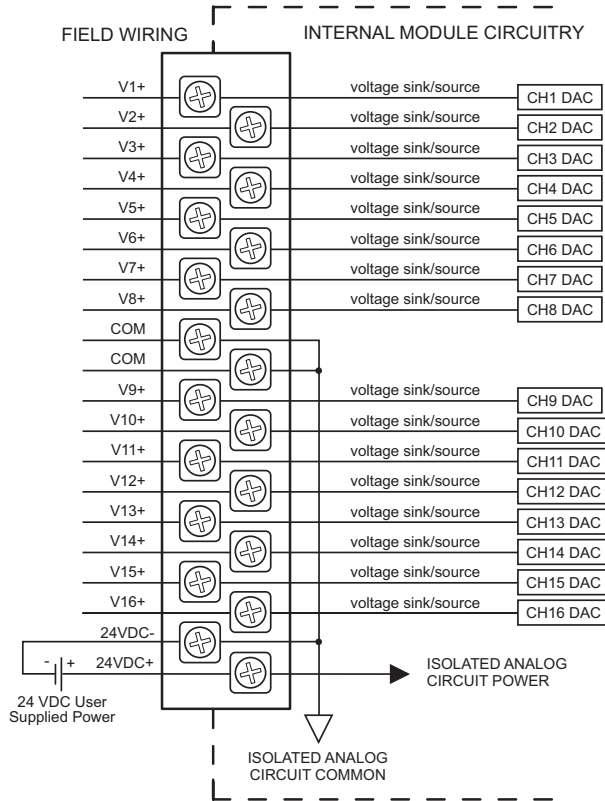 FIELD WIRING
INTERNAL MODULE CIRCUITRY
V1+ voltage sink/source CH1 DAC
V2+ voltage sink/source CH2 DAC
V3+ voltage sink/source CH3 DAC
V4+ voltage sink/source CH4 DAC
V5+ voltage sink/source CH5 DAC
V6+ voltage sink/source CH6 DAC
V7+ voltage sink/source CH7 DAC
V8+ voltage sink/source CH8 DAC
COM
COM
V9+ voltage sink/source CH9 DAC
V10+ voltage sink/source CH10 DAC
V11+ voltage sink/source CH11 DAC
V12+ voltage sink/source CH12 DAC
V13+ voltage sink/source CH13 DAC
V14+ voltage sink/source CH14 DAC
V15+ voltage sink/source CH15 DAC
V16+ voltage sink/source CH16 DAC
24VDC-
- + 24VDC+
24 VDC User
Supplied Power
ISOLATED ANALOG
CIRCUIT POWER
ISOLATED ANALOG
CIRCUIT COMMON